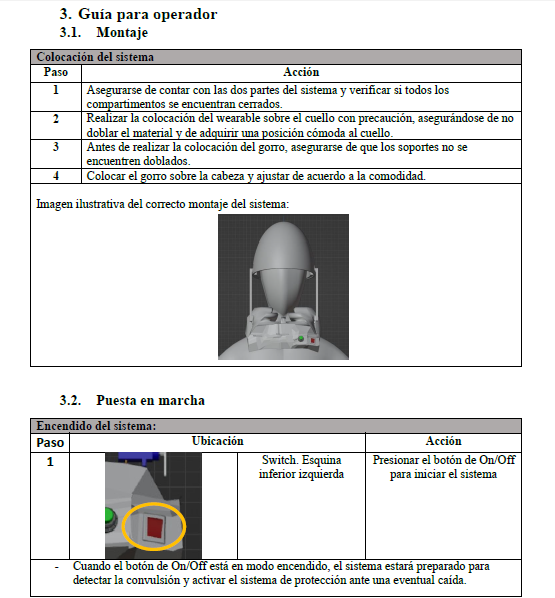 3. Guía para operador
3.1. Montaje
Colocación del sistema
Paso Acción
1 Asegurarse de contar con las dos partes del sistema y verificar si todos los
compartimentos se encuentran cerrados.
2 Realizar la colocación del wearable sobre el cuello con precaución, asegurándose de no
doblar el material y de adquirir una posición cómoda al cuello.
3 Antes de realizar la colocación del gorro, asegurarse de que los soportes no se
encuentren doblados.
4 Colocar el gorro sobre la cabeza y ajustar de acuerdo a la comodidad.
Imagen ilustrativa del correcto montaje del sistema:
3.2. Puesta en marcha
Encendido del sistema:
Paso Ubicación Acción
1 Switch. Esquina Presionar el botón de On/Off
inferior izquierda para iniciar el sistema
- Cuando el botón de On/Off está en modo encendido, el sistema estará preparado para
detectar la convulsión y activar el sistema de protección ante una eventual caída.